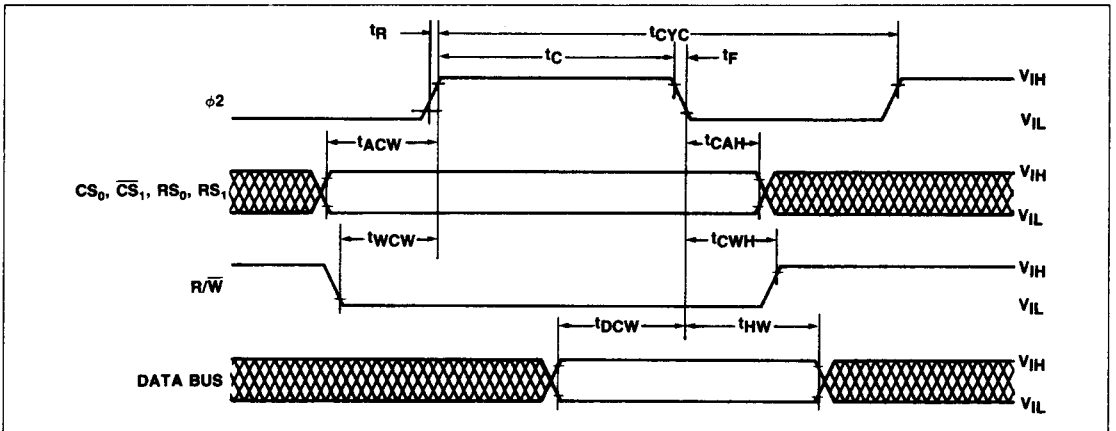 tR
tCYC
tC
tF
φ2
VIH
VIL
tACW
tCAH
CS0, C̅S̅1, RS0, RS1
VIH
VIL
tWCW
tCWH
R/W̅
VIH
VIL
tDCW
tHW
DATA BUS
VIH
VIL